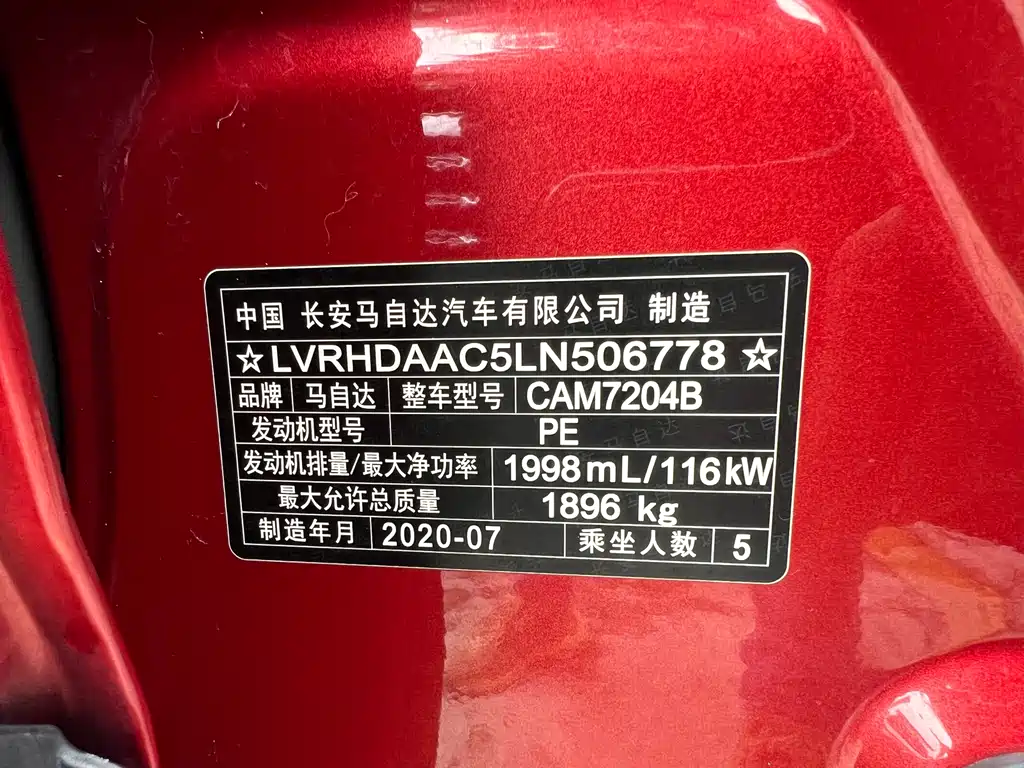 中国 长安马自达汽车有限公司 制造
☆LVRHDAAC5LN506778☆
品牌 马自达 整车型号 CAM7204B
发动机型号 PE
发动机排量/最大净功率 1998mL/116kW
最大允许总质量 1896 kg
制造年月 2020-07 乘坐人数 5